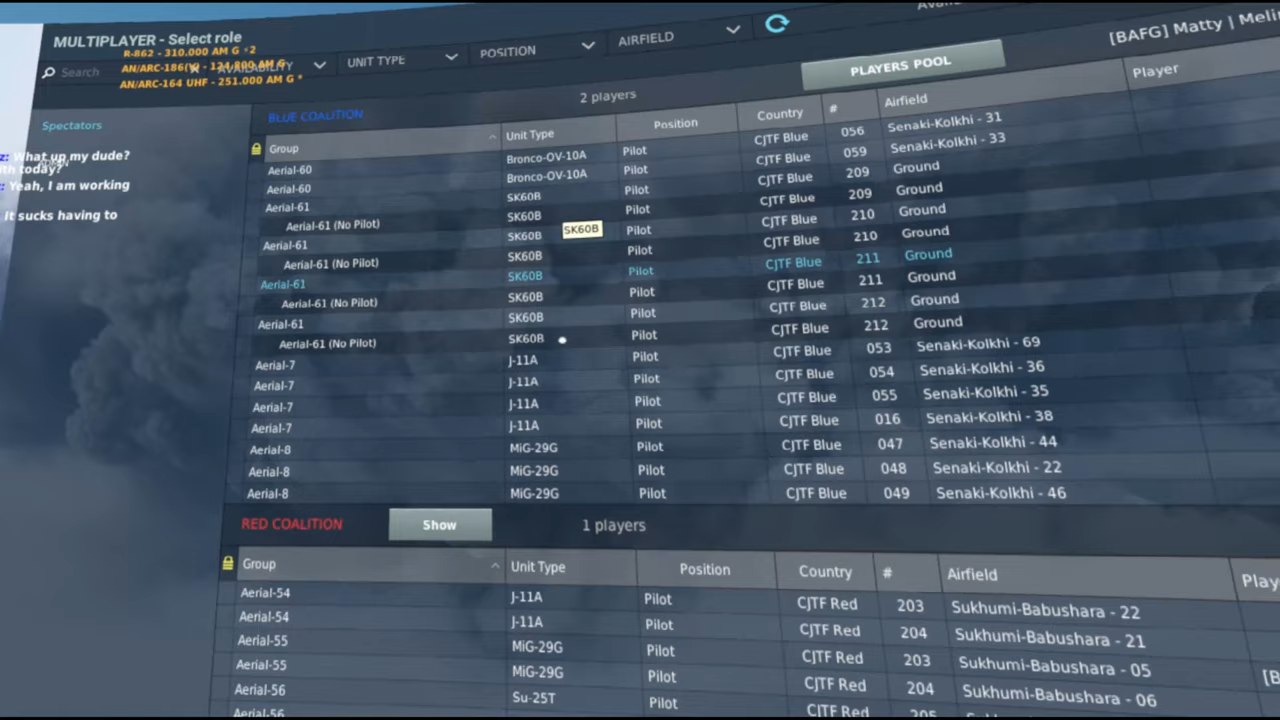 MULTIPLAYER - Select role
R-862 - 310.000 AM G
AN/ARC-186(V) - 124.800 AM G
AN/ARC-164 UHF - 251.000 AM G *
Search
AVAILABILITY
UNIT TYPE
POSITION
AIRFIELD
[BAFG] Matty |
PLAYERS POOL
Spectators
z: What up my dude?
th today?
: Yeah, I am working
It sucks having to
BLUE COALITION 2 players
Group Unit Type Position Country # Airfield Player
Aerial-60 Bronco-OV-10A Pilot CJTF Blue 056 Senaki-Kolkhi - 31
Aerial-60 Bronco-OV-10A Pilot CJTF Blue 059 Senaki-Kolkhi - 33
Aerial-61 SK60B Pilot CJTF Blue 209 Ground
Aerial-61 (No Pilot) SK60B Pilot CJTF Blue 209 Ground
SK60B
Aerial-61 SK60B Pilot CJTF Blue 210 Ground
Aerial-61 (No Pilot) SK60B Pilot CJTF Blue 210 Ground
Aerial-61 SK60B Pilot CJTF Blue 211 Ground
Aerial-61 (No Pilot) SK60B Pilot CJTF Blue 211 Ground
Aerial-61 SK60B Pilot CJTF Blue 212 Ground
Aerial-61 (No Pilot) SK60B Pilot CJTF Blue 212 Ground
Aerial-7 J-11A Pilot CJTF Blue 053 Senaki-Kolkhi - 69
Aerial-7 J-11A Pilot CJTF Blue 054 Senaki-Kolkhi - 36
Aerial-7 J-11A Pilot CJTF Blue 055 Senaki-Kolkhi - 35
Aerial-7 J-11A Pilot CJTF Blue 016 Senaki-Kolkhi - 38
Aerial-8 MiG-29G Pilot CJTF Blue 047 Senaki-Kolkhi - 44
Aerial-8 MiG-29G Pilot CJTF Blue 048 Senaki-Kolkhi - 22
Aerial-8 MiG-29G Pilot CJTF Blue 049 Senaki-Kolkhi - 46
RED COALITION Show 1 players
Group Unit Type Position Country # Airfield
Aerial-54 J-11A Pilot CJTF Red 203 Sukhumi-Babushara - 22
Aerial-54 J-11A Pilot CJTF Red 204 Sukhumi-Babushara - 21
Aerial-55 MiG-29G Pilot CJTF Red 203 Sukhumi-Babushara - 05
Aerial-55 MiG-29G Pilot CJTF Red 204 Sukhumi-Babushara - 06
Aerial-56 Su-25T Pilot CJTF Red
Aerial-56